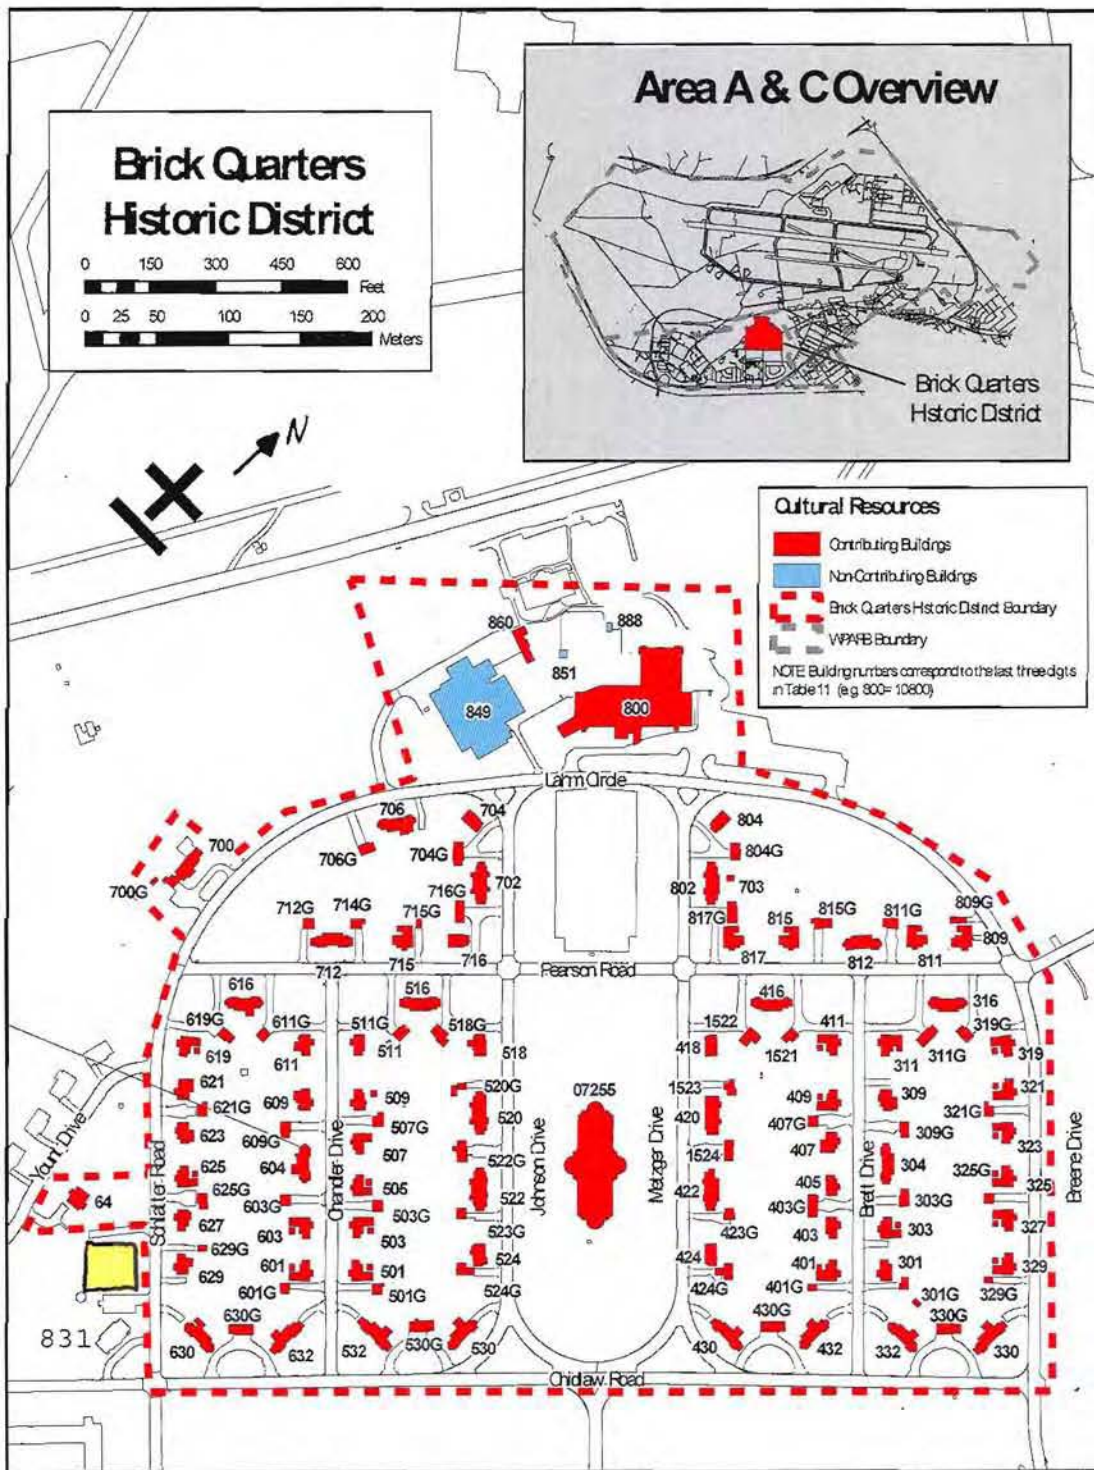 Brick Quarters
Historic District
0 150 300 450 600
Feet
0 25 50 100 150 200
Meters
Area A & C Overview
Brick Quarters
Hstoric District
N
Cultural Resources
Contributing Buildings
Non-Contributing Buildings
Brick Quarters Historic District Boundary
WPAFB Boundary
NOTE: Building numbers correspond to the last three digits
in Table 11 (e.g. 800= 10800)
860
888
851
849
800
Lahm Circle
706
704
804
700
706G
704G
804G
700G
702
802
703
716G
817G
712G
714G
715G
815
815G
811G
809G
809
712
715
716
817
812
811
Pearson Road
616
516
416
316
619G
611G
511G
518G
1522
411
319G
619
611
511
518
418
1521
311
311G
319
621
520G
1523
321
621G
609
509
520
07255
420
409
309
321G
623
609G
507G
407G
309G
323
604
507
522G
1524
407
304
325G
625
505
522
422
405
325
625G
603G
503G
403G
303G
64
627
603
503
523G
423G
403
303
327
629G
601
501
524
424
401
301
329
629
601G
501G
524G
424G
401G
301G
329G
831
630G
530G
430G
330G
630
632
532
530
430
432
332
330
Yount Drive
Schlatter Road
Chandler Drive
Johnson Drive
Metzger Drive
Brett Drive
Breene Drive
Chidlaw Road